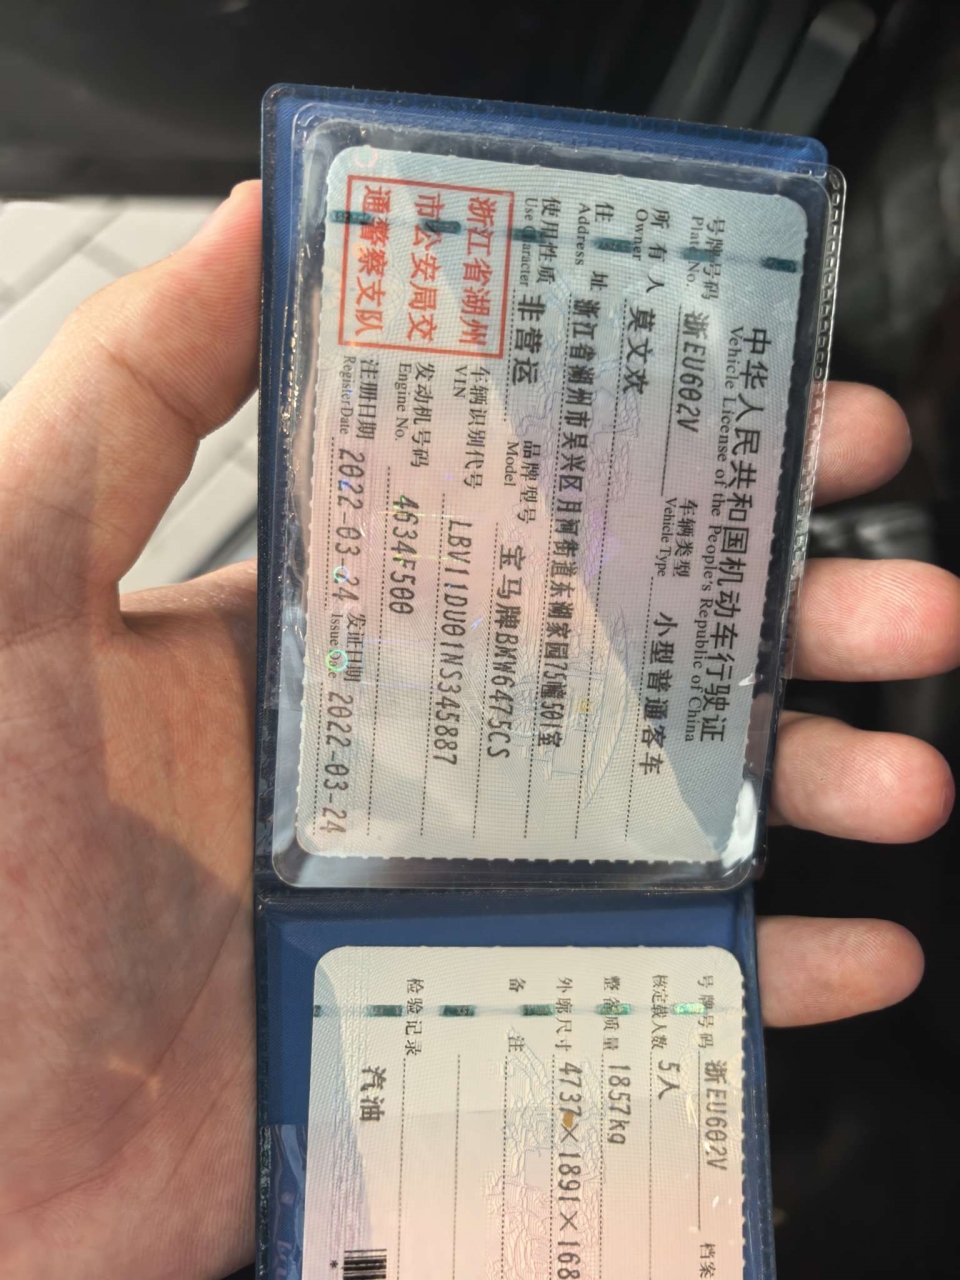 中华人民共和国机动车行驶证
Vehicle License of the People's Republic of China
号牌号码 浙EU602V 车辆类型 小型普通客车
Plate No. Vehicle Type
所有人 莫文欢
Owner
住址 浙江省湖州市吴兴区月河街道东湖家园75幢501室
Address
使用性质 非营运 品牌型号 宝马牌BMW6475CS
Use Character Model
浙江省湖州
市公安局交
通警察支队
车辆识别代号 LBV11DU01NS345887
VIN
发动机号码 46345500
Engine No.
注册日期 2022-03-24 发证日期 2022-03-24
Register Date Issue Date
号牌号码 浙EU602V 档案
核定载人数 5人
整备质量 1857kg
外廓尺寸 4737×1891×168
备注
检验记录
汽油
*